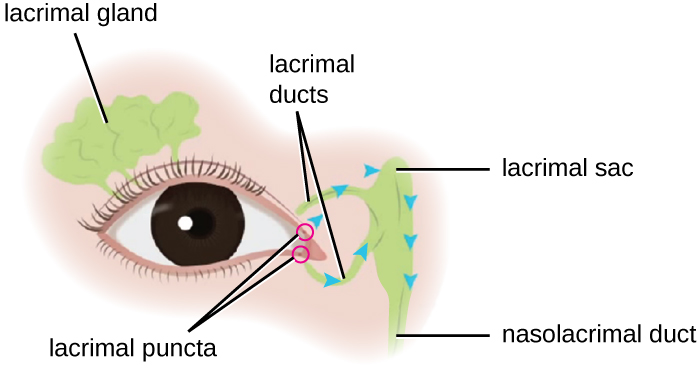 lacrimal gland
lacrimal
ducts
lacrimal sac
nasolacrimal duct
lacrimal puncta